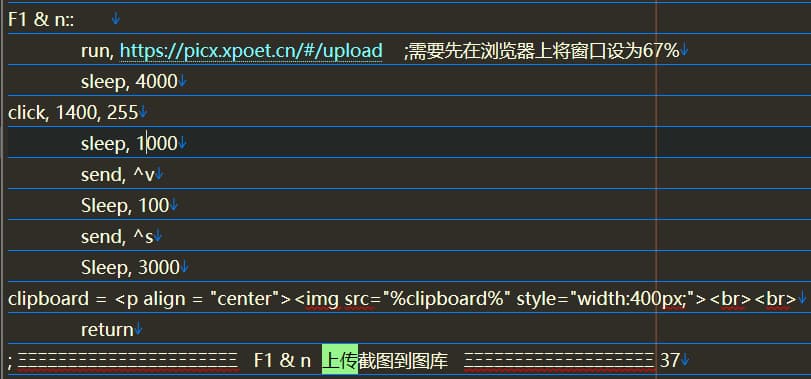 F1 & n::
run, https://picx.xpoet.cn/#/upload ;需要先在浏览器上将窗口设为67%
sleep, 4000
click, 1400, 255
sleep, 1000
send, ^v
Sleep, 100
send, ^s
Sleep, 3000
clipboard = <p align = "center"><img src="%clipboard%" style="width:400px;"><br><br>
return
; ΞΞΞΞΞΞΞΞΞΞΞΞΞΞΞΞΞΞΞΞΞΞ F1 & n 上传截图到图库 ΞΞΞΞΞΞΞΞΞΞΞΞΞΞΞΞΞΞΞ 37